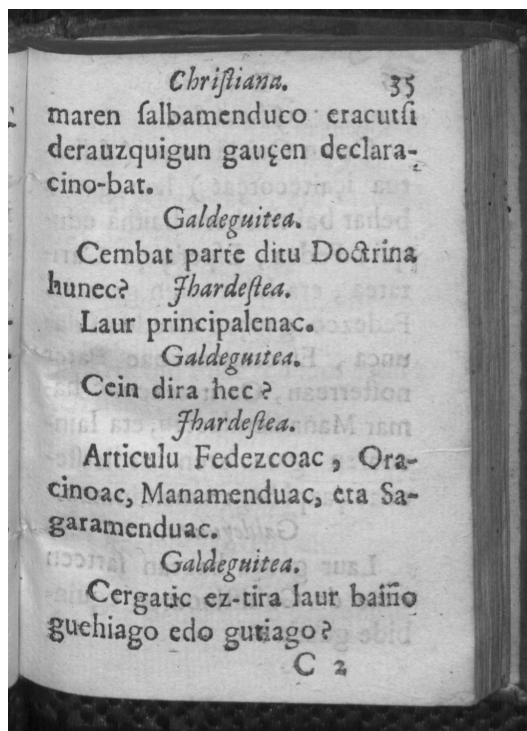 Chriſtiana. 35
maren ſalbamenduco eracutſi
derauzquigun gauçen declara-
cino-bat.
Galdeguitea.
Cembat parte ditu Doctrina
hunec? Jhardeſtea.
Laur principalenac.
Galdeguitea.
Cein dira hec?
Jhardeſtea.
Articulu Fedezcoac, Ora-
cinoac, Manamenduac, eta Sa-
garamenduac.
Galdeguitea.
Cergatic ez-tira laur baiño
guehiago edo gutiago?
C 2